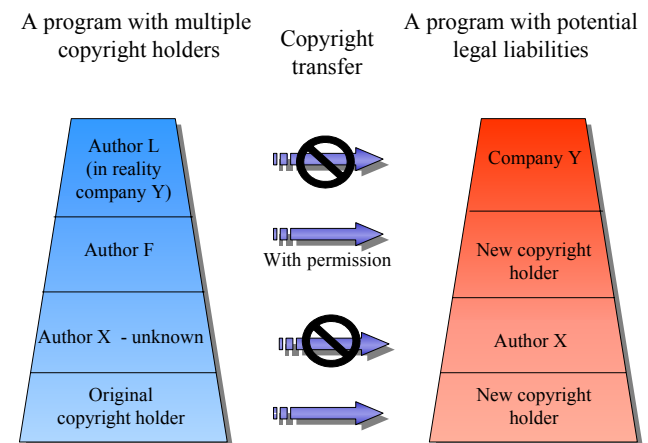 A program with multiple
copyright holders
Copyright
transfer
A program with potential
legal liabilities
Author L
(in reality
company Y)
Company Y
Author F
With permission
New copyright
holder
Author X - unknown
Author X
Original
copyright holder
New copyright
holder